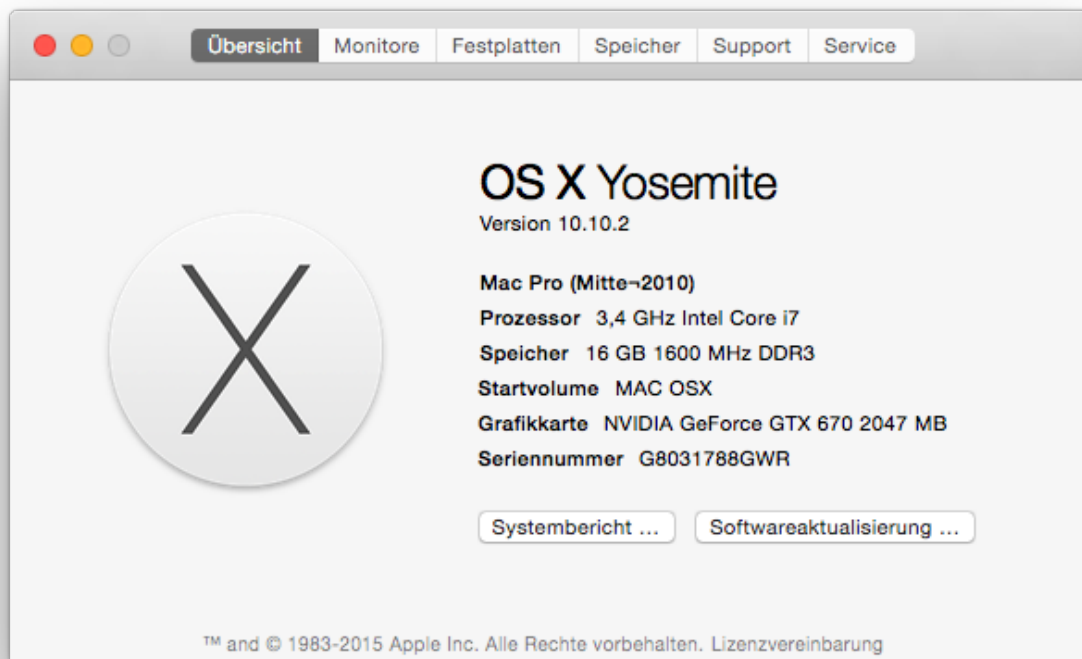 Übersicht Monitore Festplatten Speicher Support Service
OS X Yosemite
Version 10.10.2
Mac Pro (Mitte¬2010)
Prozessor 3,4 GHz Intel Core i7
Speicher 16 GB 1600 MHz DDR3
Startvolume MAC OSX
Grafikkarte NVIDIA GeForce GTX 670 2047 MB
Seriennummer G8031788GWR
Systembericht ... Softwareaktualisierung ...
™ and © 1983-2015 Apple Inc. Alle Rechte vorbehalten. Lizenzvereinbarung